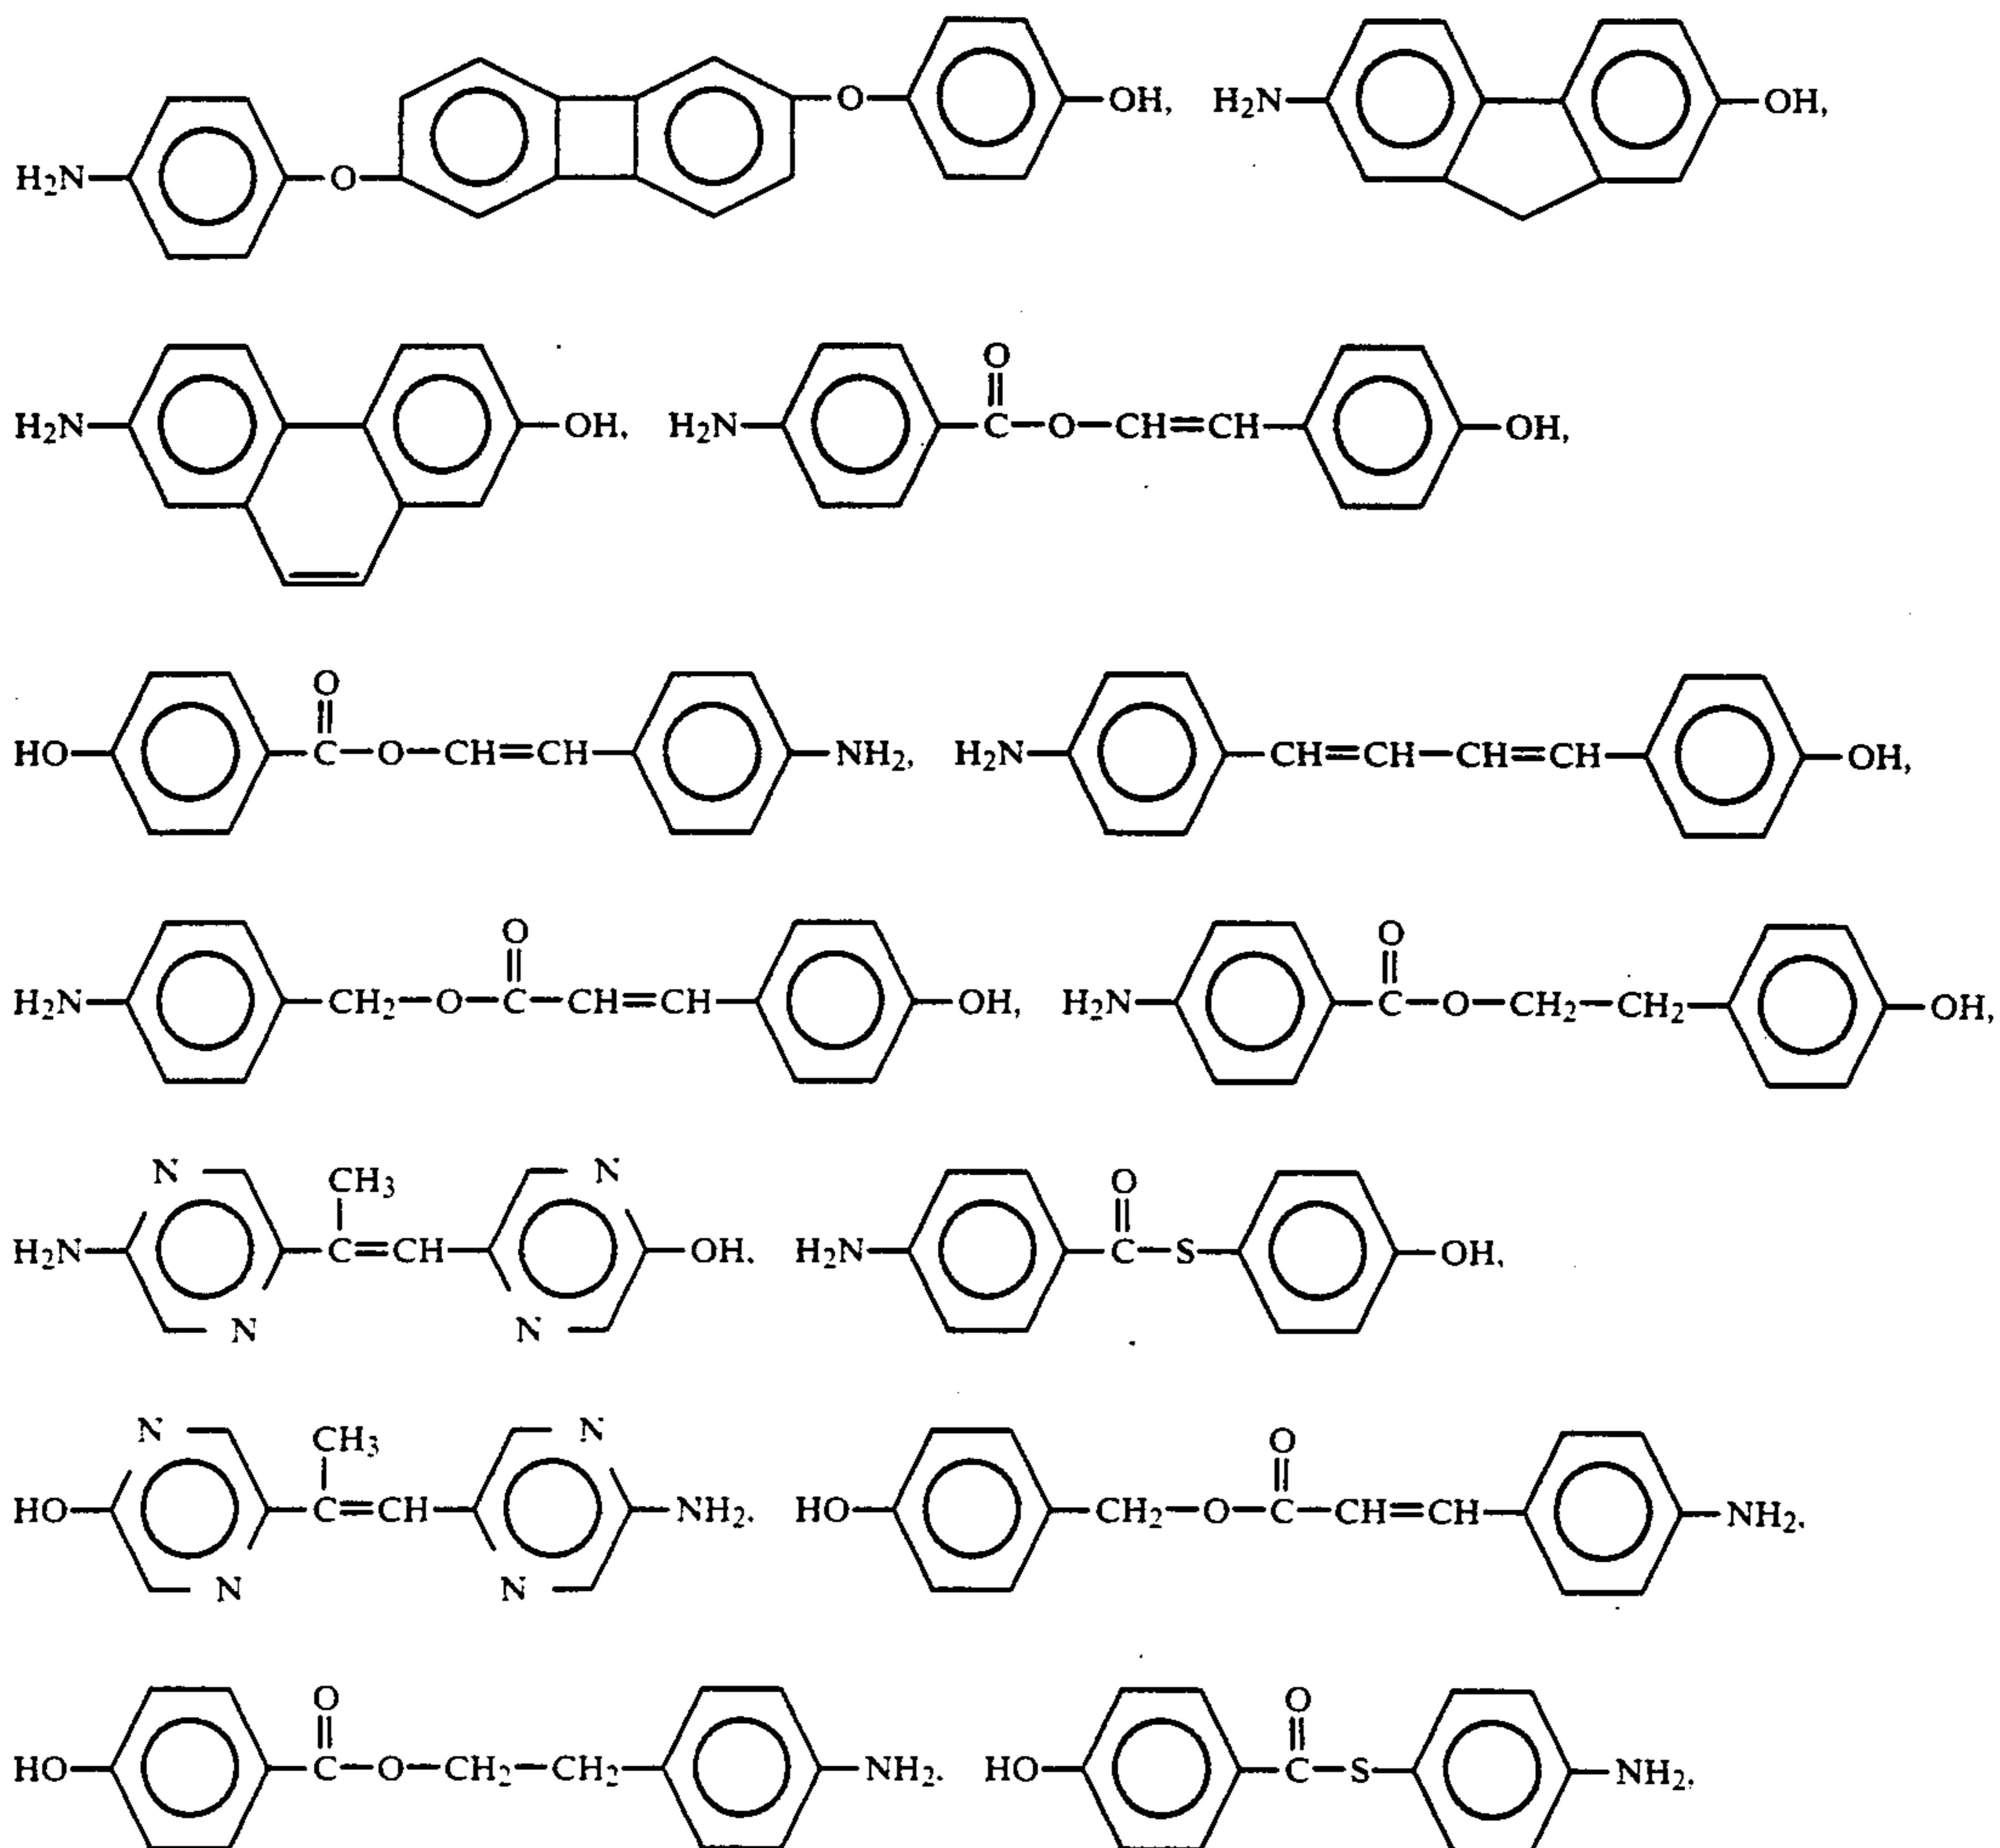 H2N O O OH, H2N OH,
H2N OH, H2N C O O CH=CH OH,
HO C O O CH=CH NH2, H2N CH=CH—CH=CH OH,
H2N CH2—O—C O CH=CH OH, H2N C O O CH2—CH2 OH,
H2N N N CH3 C=CH N N OH. H2N C O S OH,
HO N N CH3 C=CH N N NH2. HO CH2—O—C O CH=CH NH2.
HO C O O CH2—CH2 NH2. HO C O S NH2,